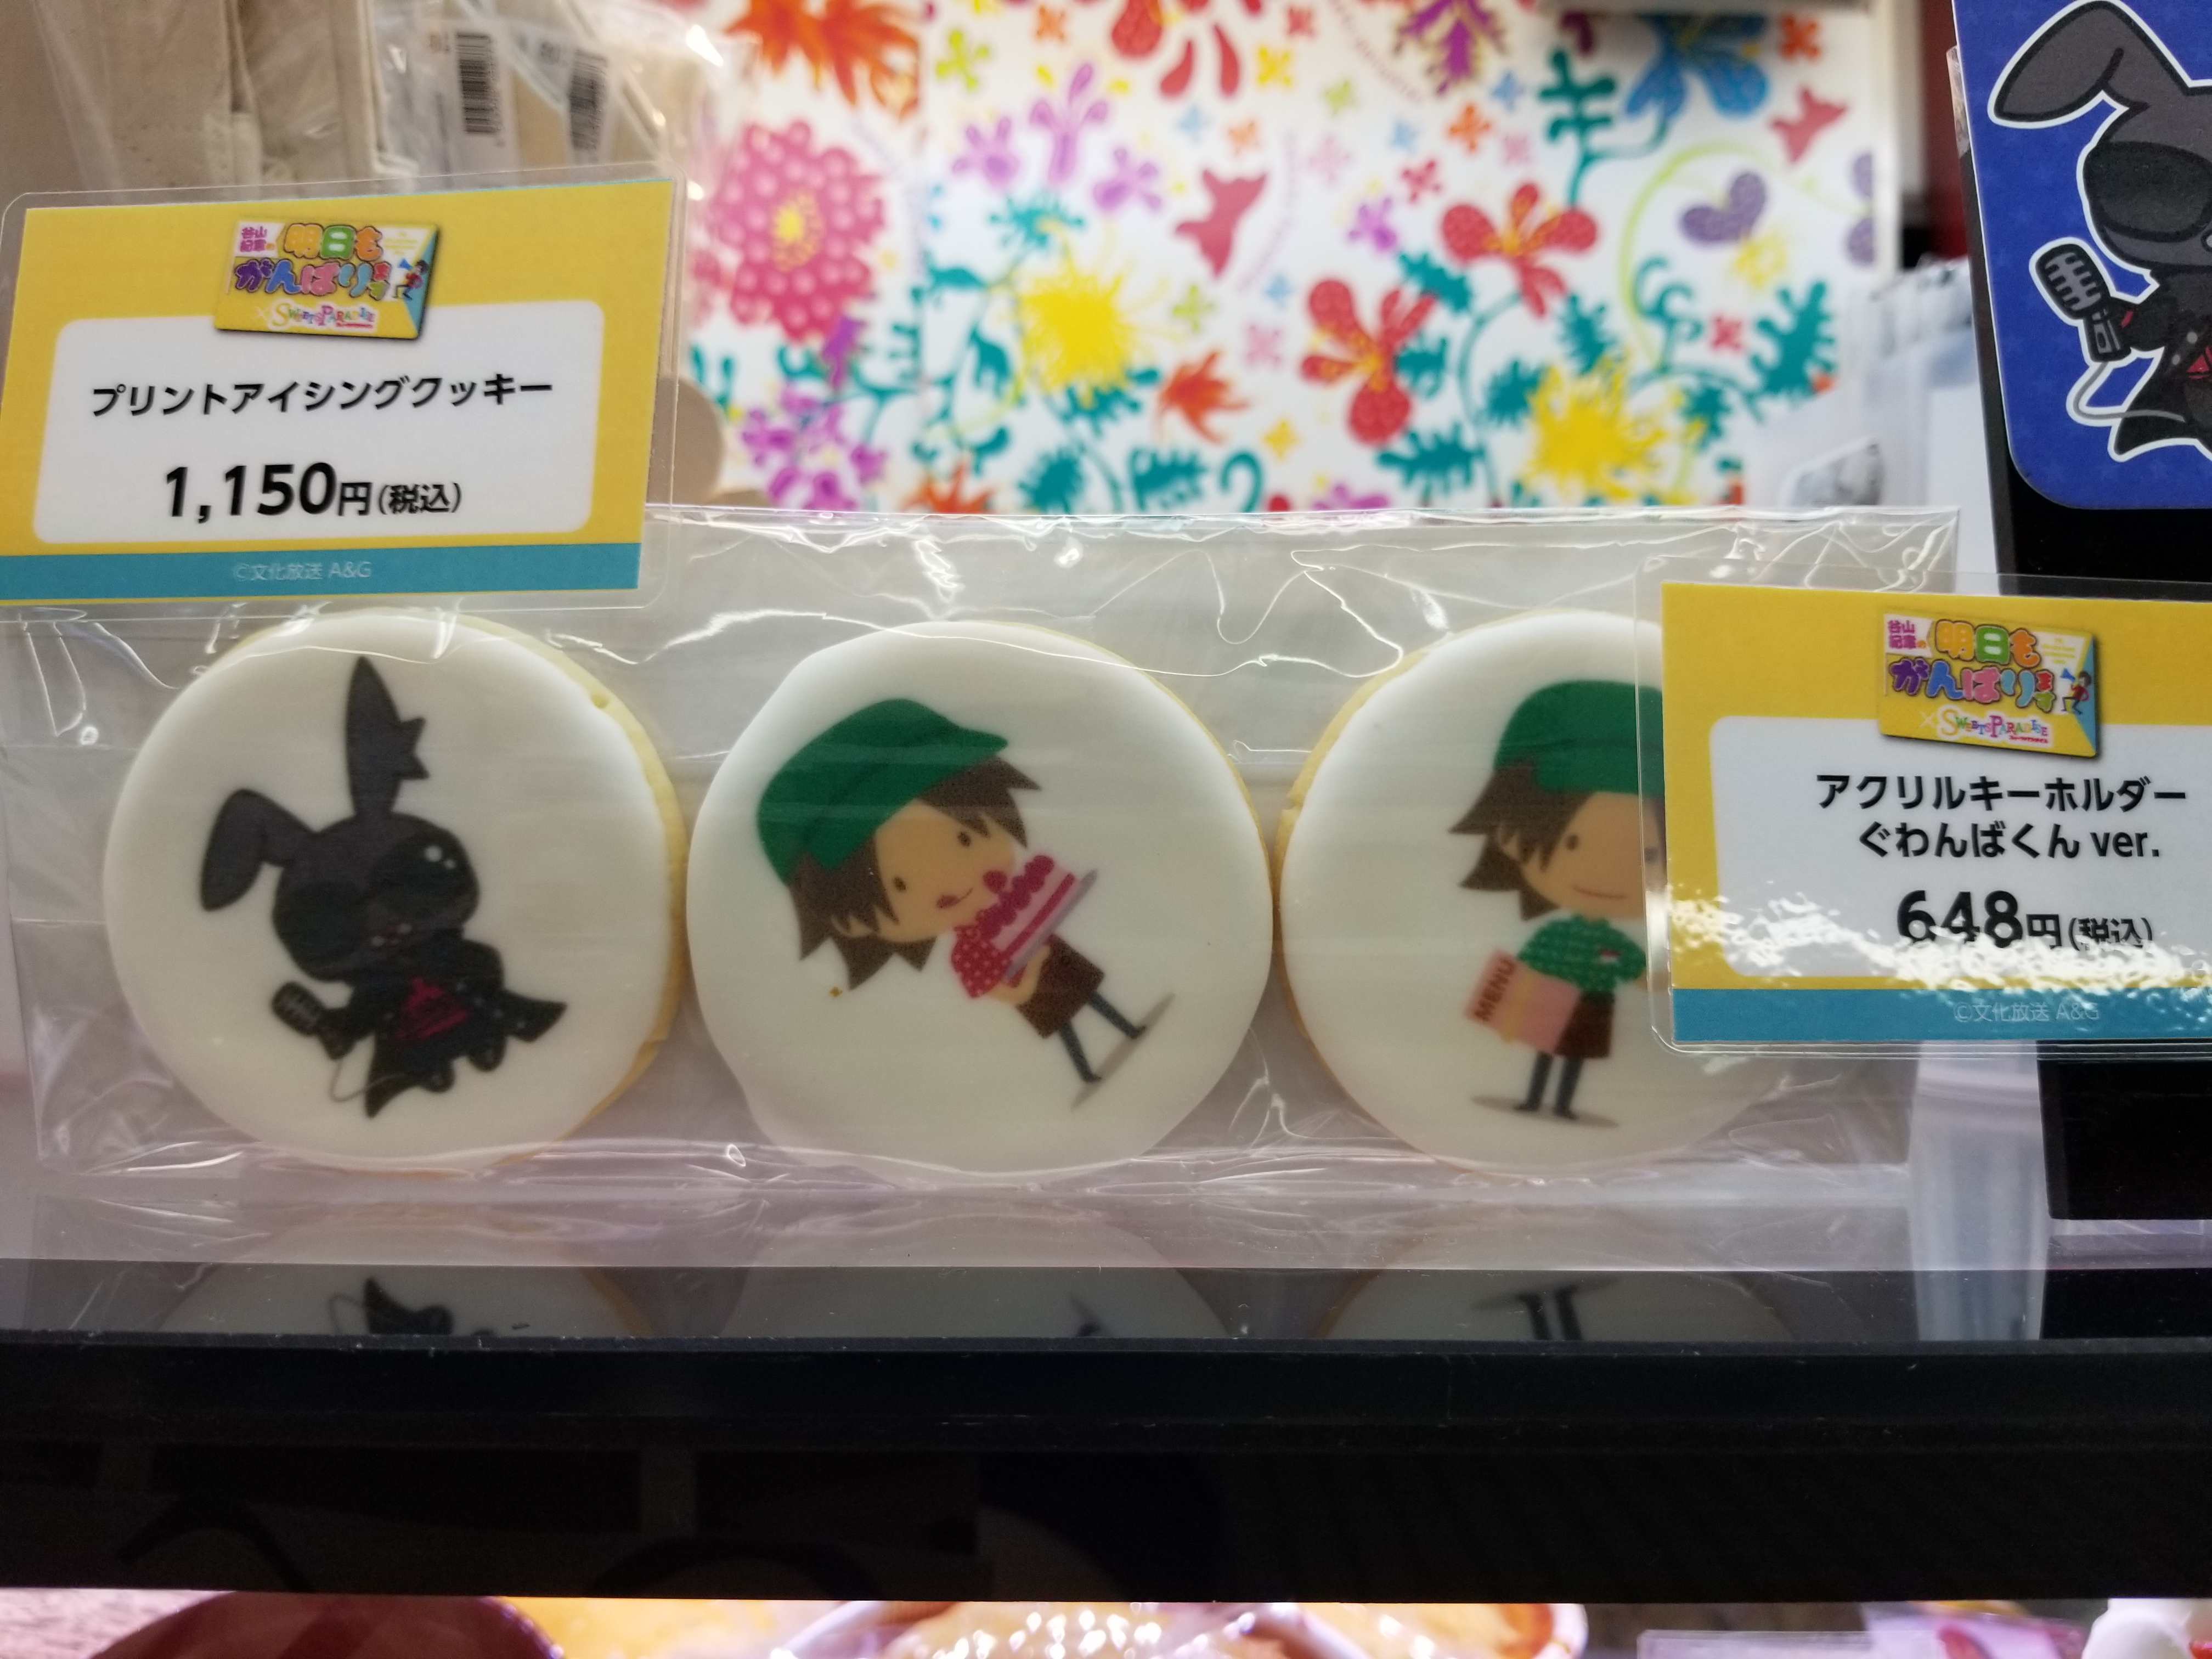 谷山
紀章の
明日も
がんばります
×SWEETS PARADISE
プリントアイシングクッキー
1,150円(税込)
©文化放送 A&G
谷山
紀章の
明日も
がんばります
×SWEETS PARADISE
アクリルキーホルダー
ぐわんばくん ver.
648円(税込)
©文化放送 A&G
MENU